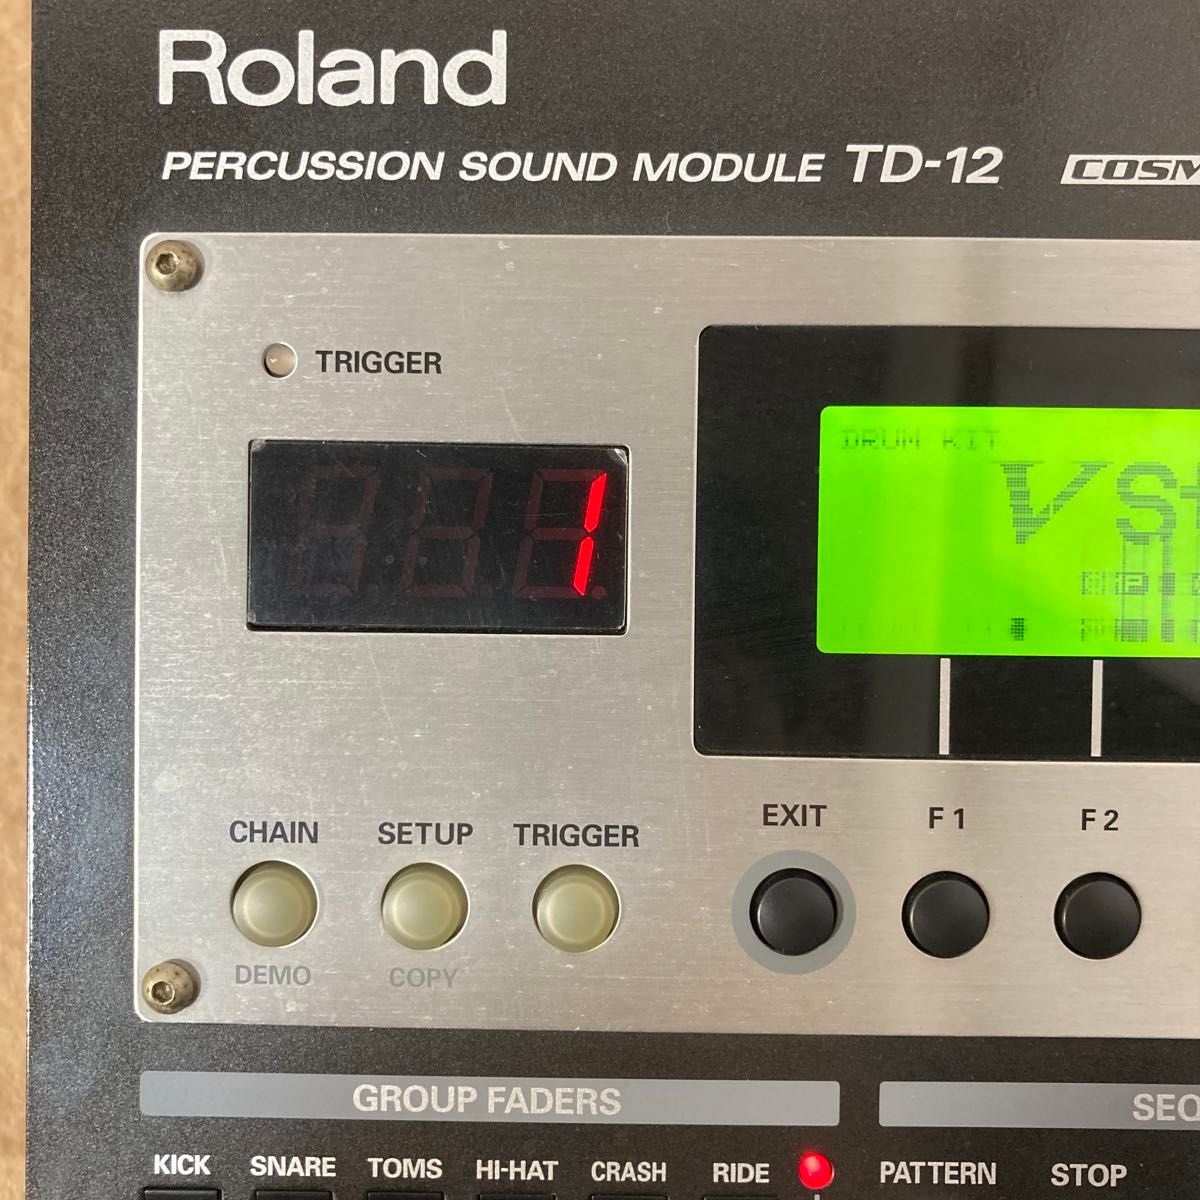 Roland
PERCUSSION SOUND MODULE TD-12 COSM
TRIGGER
1
DRUM KIT
CHAIN SETUP TRIGGER
EXIT F1 F2
DEMO COPY
GROUP FADERS
KICK SNARE TOMS HI-HAT CRASH RIDE
PATTERN STOP